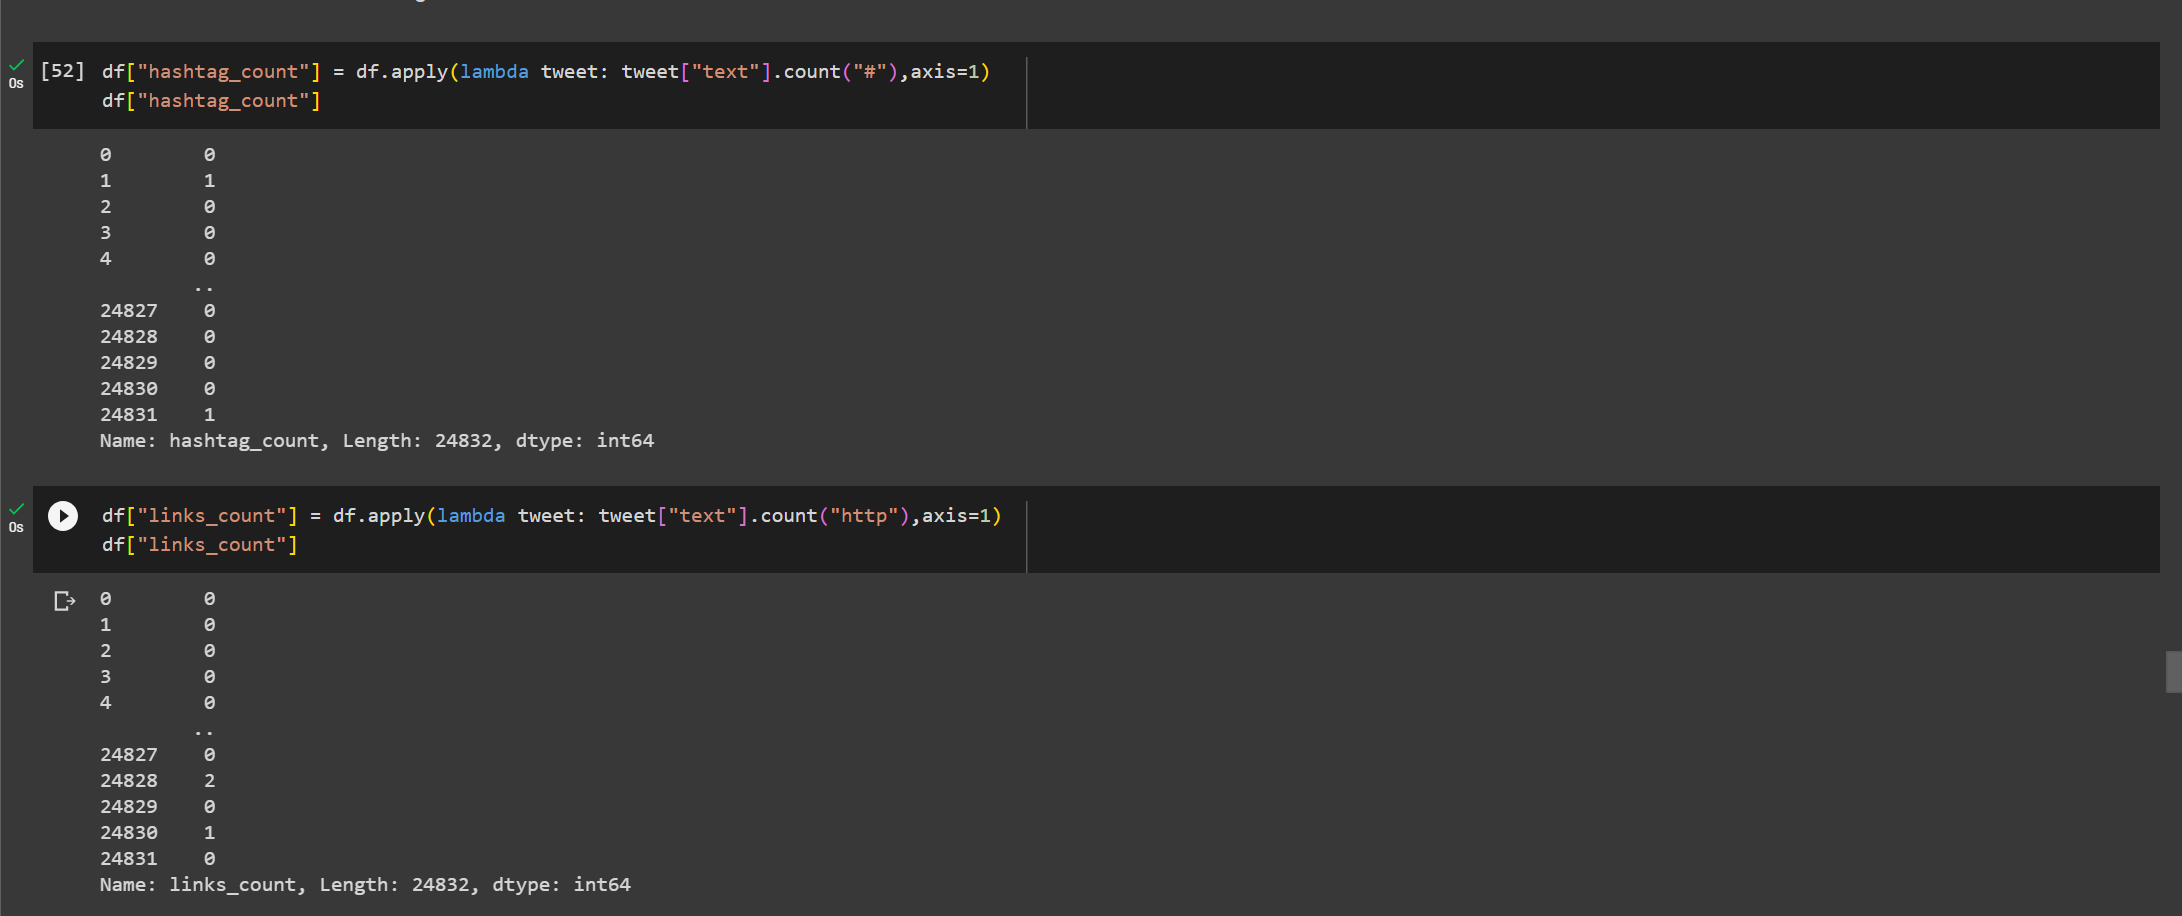 [52] df["hashtag_count"] = df.apply(lambda tweet: tweet["text"].count("#"),axis=1)
0s
df["hashtag_count"]
0 0
1 1
2 0
3 0
4 0
..
24827 0
24828 0
24829 0
24830 0
24831 1
Name: hashtag_count, Length: 24832, dtype: int64
df["links_count"] = df.apply(lambda tweet: tweet["text"].count("http"),axis=1)
0s
df["links_count"]
0 0
1 0
2 0
3 0
4 0
..
24827 0
24828 2
24829 0
24830 1
24831 0
Name: links_count, Length: 24832, dtype: int64